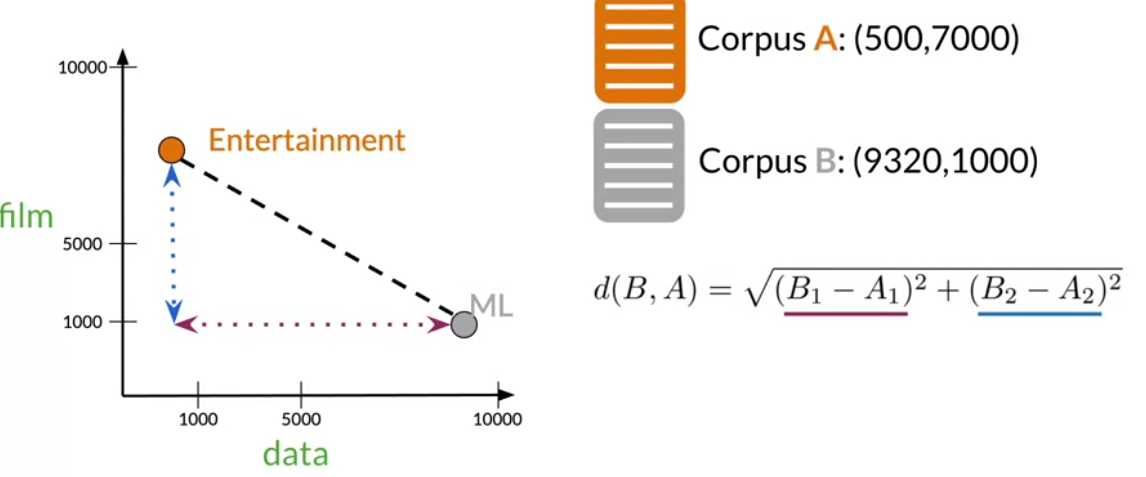 10000
Entertainment
film
5000
1000
ML
1000 5000 10000
data
Corpus A: (500,7000)
Corpus B: (9320,1000)
d(B, A) = √(B₁ − A₁)² + (B₂ − A₂)²